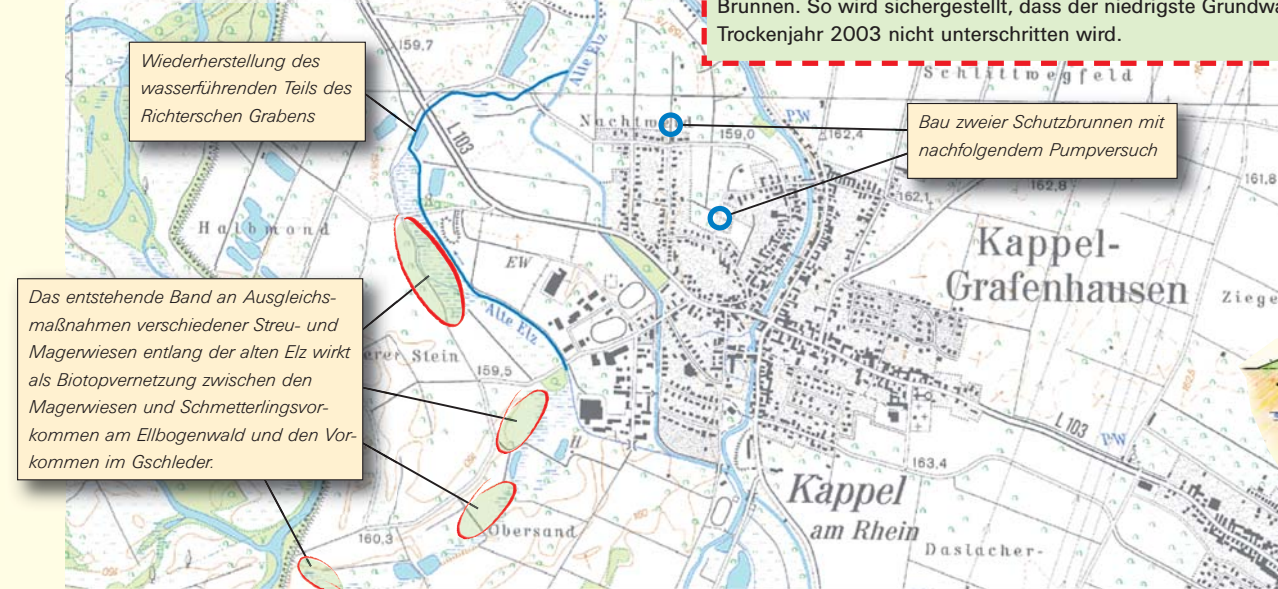 Brunnen. So wird sichergestellt, dass der niedrigste
Trockenjahr 2003 nicht unterschritten wird.
Wiederherstellung des
wasserführenden Teils des
Richterschen Grabens
159,7
L 103
Alte Elz
Schlittwegfeld
Nachtweid
159,0
PW
162,4
Bau zweier Schutzbrunnen mit
nachfolgendem Pumpversuch
162,8
162,1
161,8
Halbmond
EW
Kappel-
Grafenhausen
Das entstehende Band an Ausgleichs-
maßnahmen verschiedener Streu- und
Magerwiesen entlang der alten Elz wirkt
als Biotopvernetzung zwischen den
Magerwiesen und Schmetterlingsvor-
kommen am Ellbogenwald und den Vor-
kommen im Gschleder.
Alte Elz
erer Stein
159,5
H
L 103
PW
163,4
Kappel
am Rhein
Obersand
160,3
Daslacher-